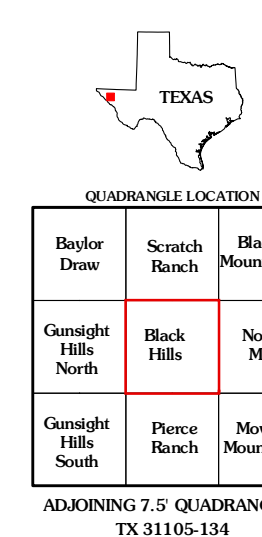 TEXAS
QUADRANGLE LOCATION
Baylor
Draw
Scratch
Ranch
Gunsight
Hills
North
Black
Hills
Gunsight
Hills
South
Pierce
Ranch
ADJOINING 7.5'
TX 31105-134